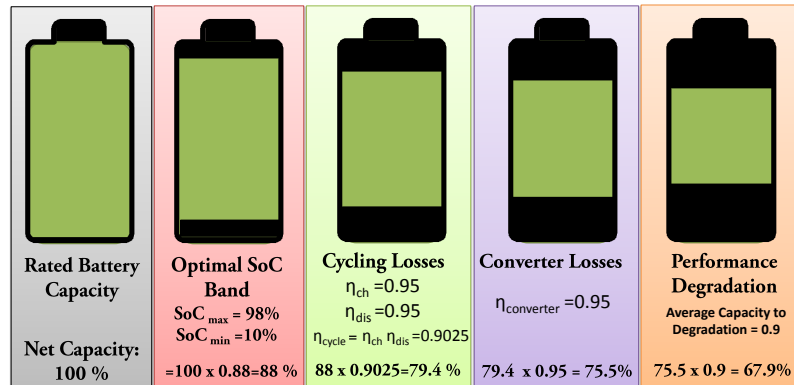 Rated Battery
Capacity
Net Capacity:
100 %
Optimal SoC
Band
SoC max = 98%
SoC min =10%
=100 x 0.88=88 %
Cycling Losses
ηch =0.95
ηdis =0.95
ηcycle = ηch ηdis =0.9025
88 x 0.9025=79.4 %
Converter Losses
ηconverter =0.95
79.4 x 0.95 = 75.5%
Performance
Degradation
Average Capacity to
Degradation = 0.9
75.5 x 0.9 = 67.9%